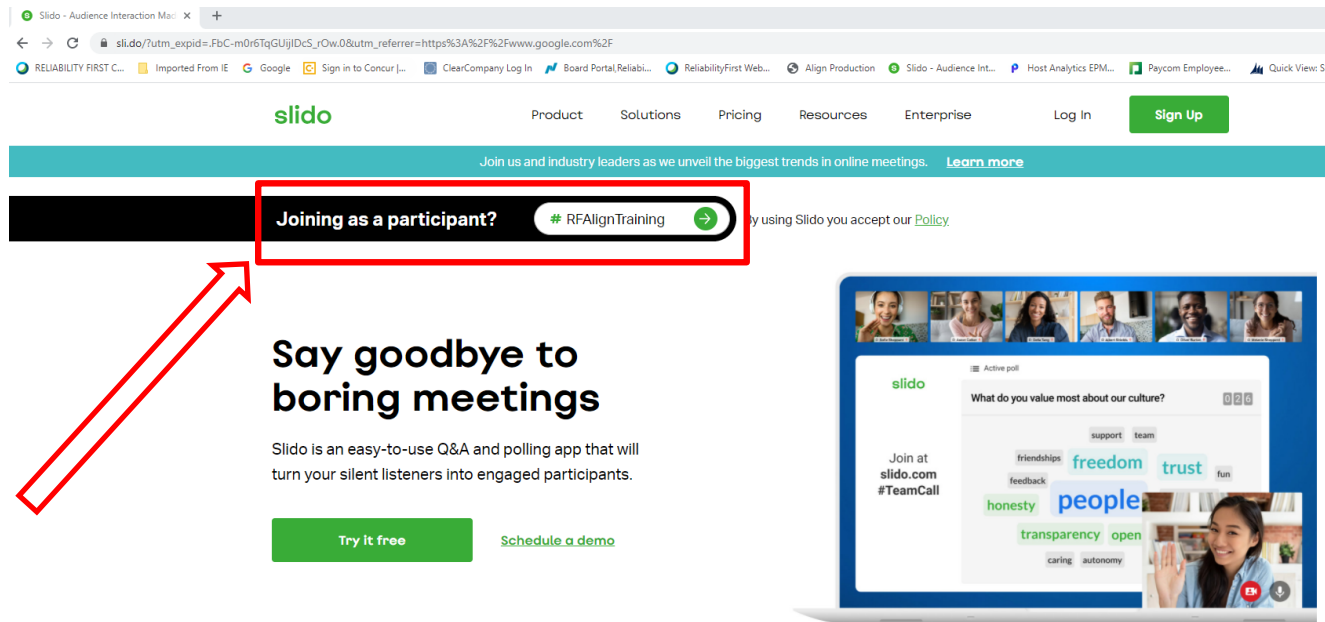 Slido - Audience Interaction Mac
sli.do/?utm_expid=.FbC-m0r6TqGUijlDcS_rOw.0&utm_referrer=https%3A%2F%2Fwww.google.com%2F
RELIABILITY FIRST C... Imported From IE Google Sign in to Concur |... ClearCompany Log In Board Portal,Reliabi... ReliabilityFirst Web... Align Production Slido - Audience Int... Host Analytics EPM... Paycom Employee... Quick View: S
slido Product Solutions Pricing Resources Enterprise Log In Sign Up
Join us and industry leaders as we unveil the biggest trends in online meetings. Learn more
Joining as a participant? # RFAlignTraining By using Slido you accept our Policy
Say goodbye to
boring meetings
Slido is an easy-to-use Q&A and polling app that will
turn your silent listeners into engaged participants.
Try it free Schedule a demo
slido
Join at
slido.com
#TeamCall
Active poll
What do you value most about our culture? 026
support team
friendships freedom trust fun
feedback
honesty people
transparency open
caring autonomy